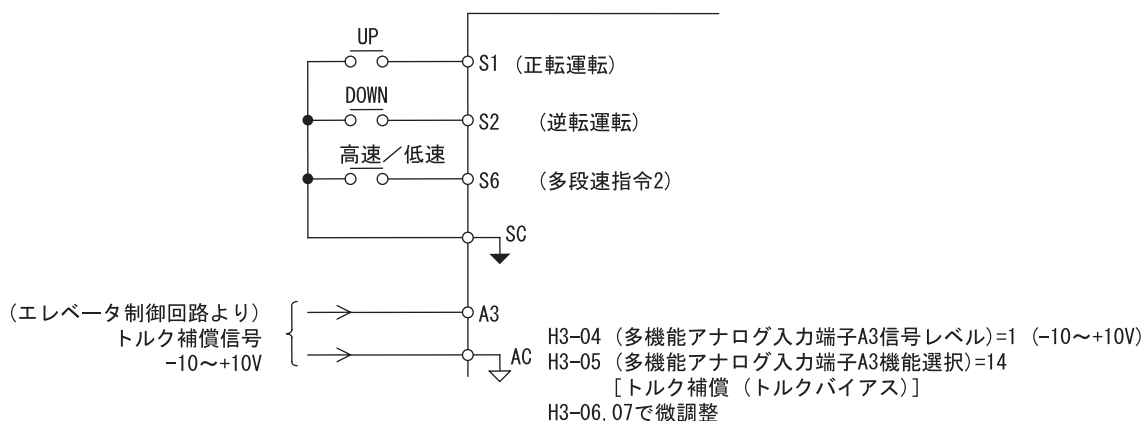 UP
S1 (正転運転)
DOWN
S2 (逆転運転)
高速/低速
S6 (多段速指令2)
SC
(エレベータ制御回路より)
トルク補償信号
-10~+10V
A3
AC
H3-04 (多機能アナログ入力端子A3信号レベル)=1 (-10~+10V)
H3-05 (多機能アナログ入力端子A3機能選択)=14
[トルク補償 (トルクバイアス)]
H3-06,07で微調整